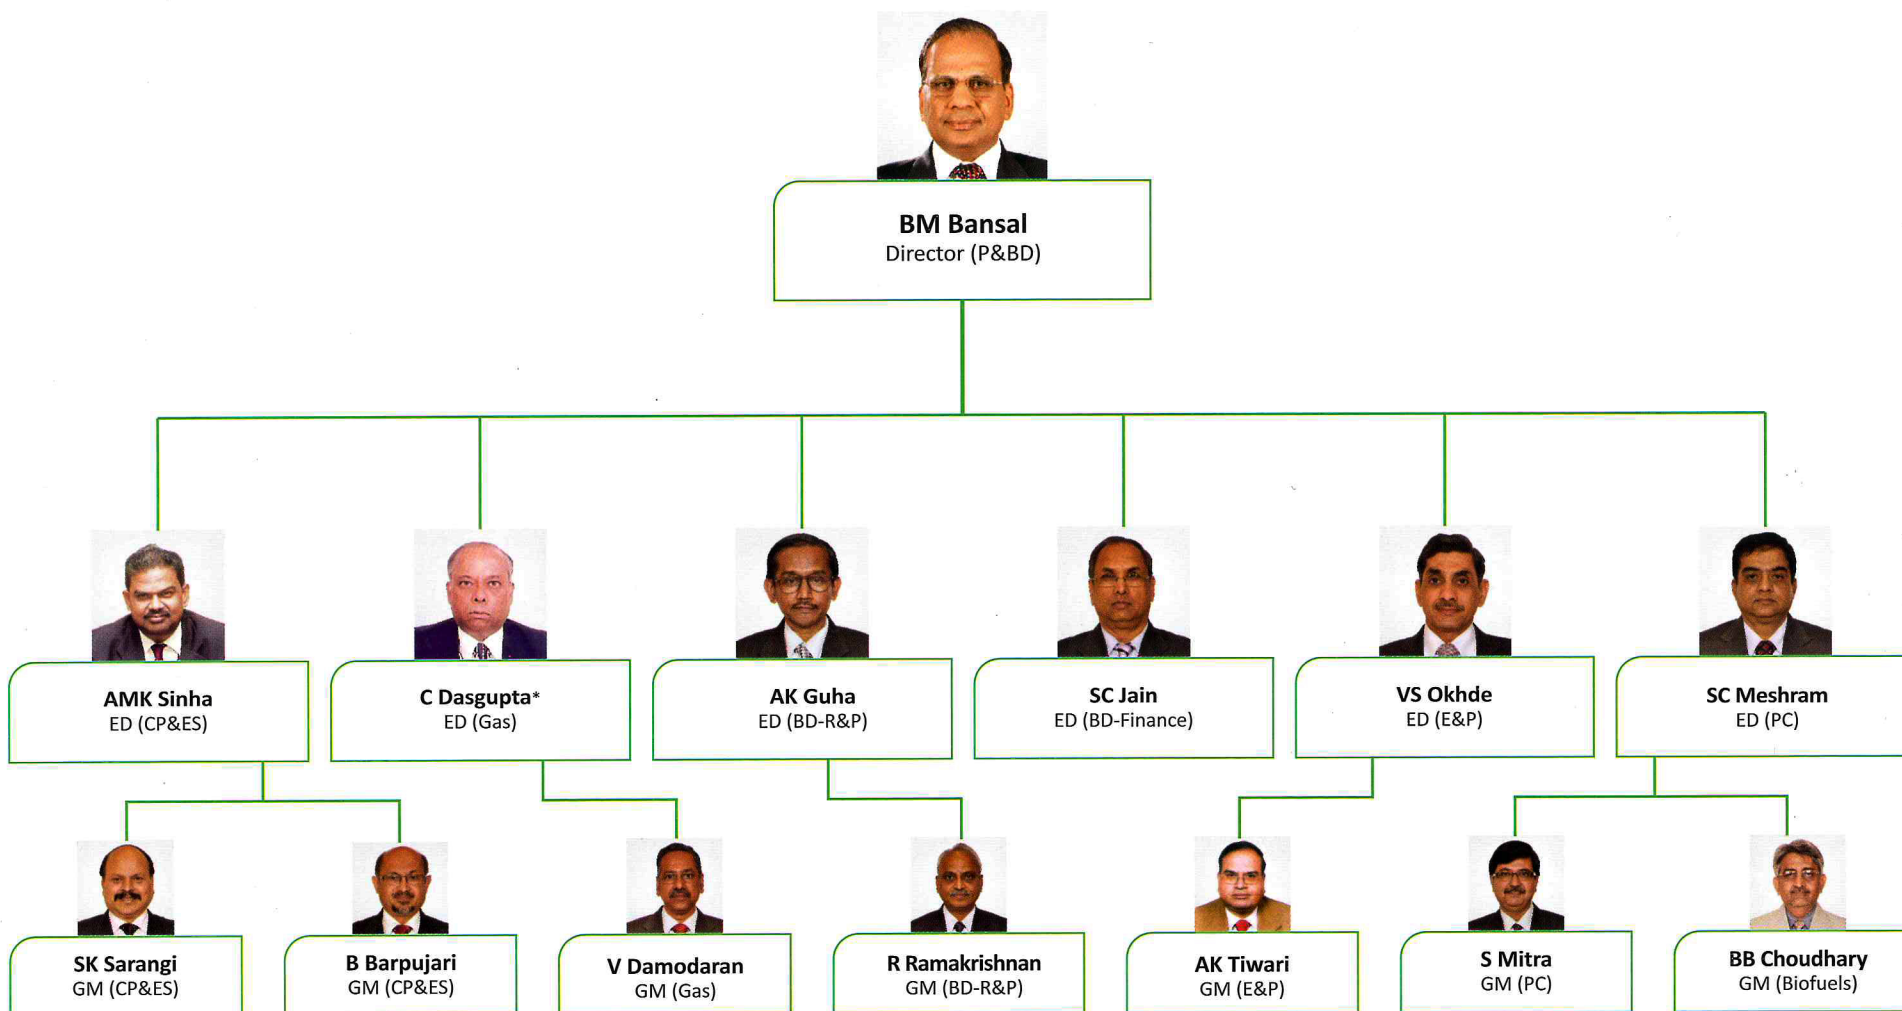 BM Bansal
Director (P&BD)
AMK Sinha
ED (CP&ES)
C Dasgupta*
ED (Gas)
AK Guha
ED (BD-R&P)
SC Jain
ED (BD-Finance)
VS Okhde
ED (E&P)
SC Meshram
ED (PC)
SK Sarangi
GM (CP&ES)
B Barpujari
GM (CP&ES)
V Damodaran
GM (Gas)
R Ramakrishnan
GM (BD-R&P)
AK Tiwari
GM (E&P)
S Mitra
GM (PC)
BB Choudhary
GM (Biofuels)